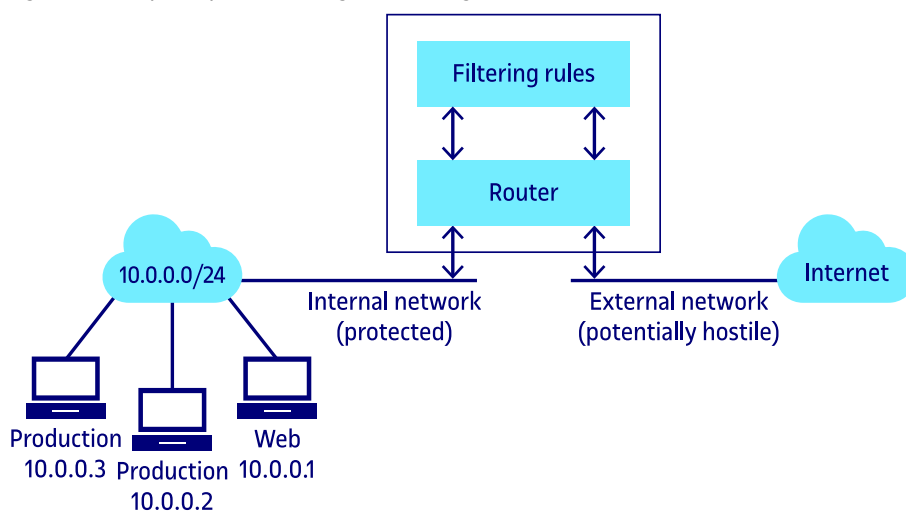 Filtering rules
Router
10.0.0.0/24
Internet
Internal network
(protected)
External network
(potentially hostile)
Production
10.0.0.3
Production
10.0.0.2
Web
10.0.0.1